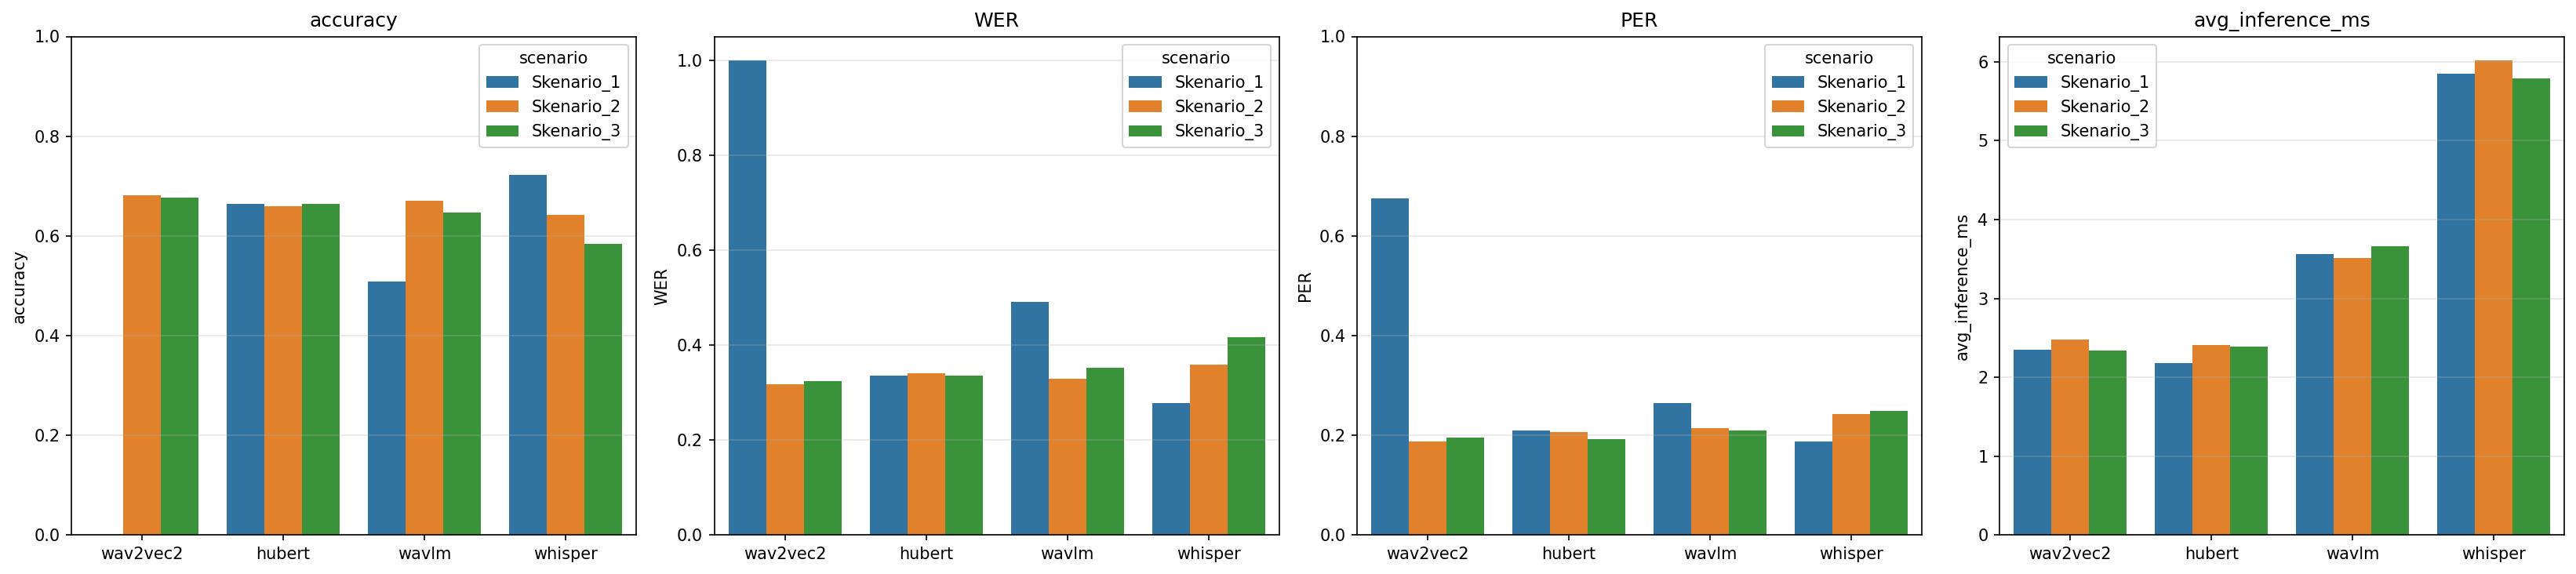 accuracy
accuracy
1.0
0.8
0.6
0.4
0.2
0.0
scenario
Skenario_1
Skenario_2
Skenario_3
wav2vec2 hubert wavlm whisper
WER
WER
1.0
0.8
0.6
0.4
0.2
0.0
scenario
Skenario_1
Skenario_2
Skenario_3
wav2vec2 hubert wavlm whisper
PER
PER
1.0
0.8
0.6
0.4
0.2
0.0
scenario
Skenario_1
Skenario_2
Skenario_3
wav2vec2 hubert wavlm whisper
avg_inference_ms
avg_inference_ms
6
5
4
3
2
1
0
scenario
Skenario_1
Skenario_2
Skenario_3
wav2vec2 hubert wavlm whisper